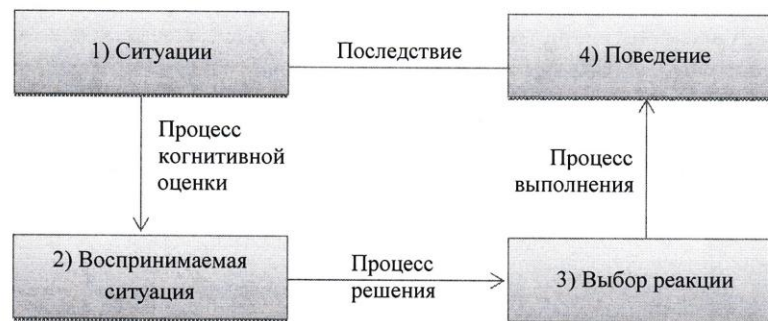 1) Ситуации
Последствие
4) Поведение
Процесс
когнитивной
оценки
Процесс
выполнения
2) Воспринимаемая
ситуация
Процесс
решения
3) Выбор реакции